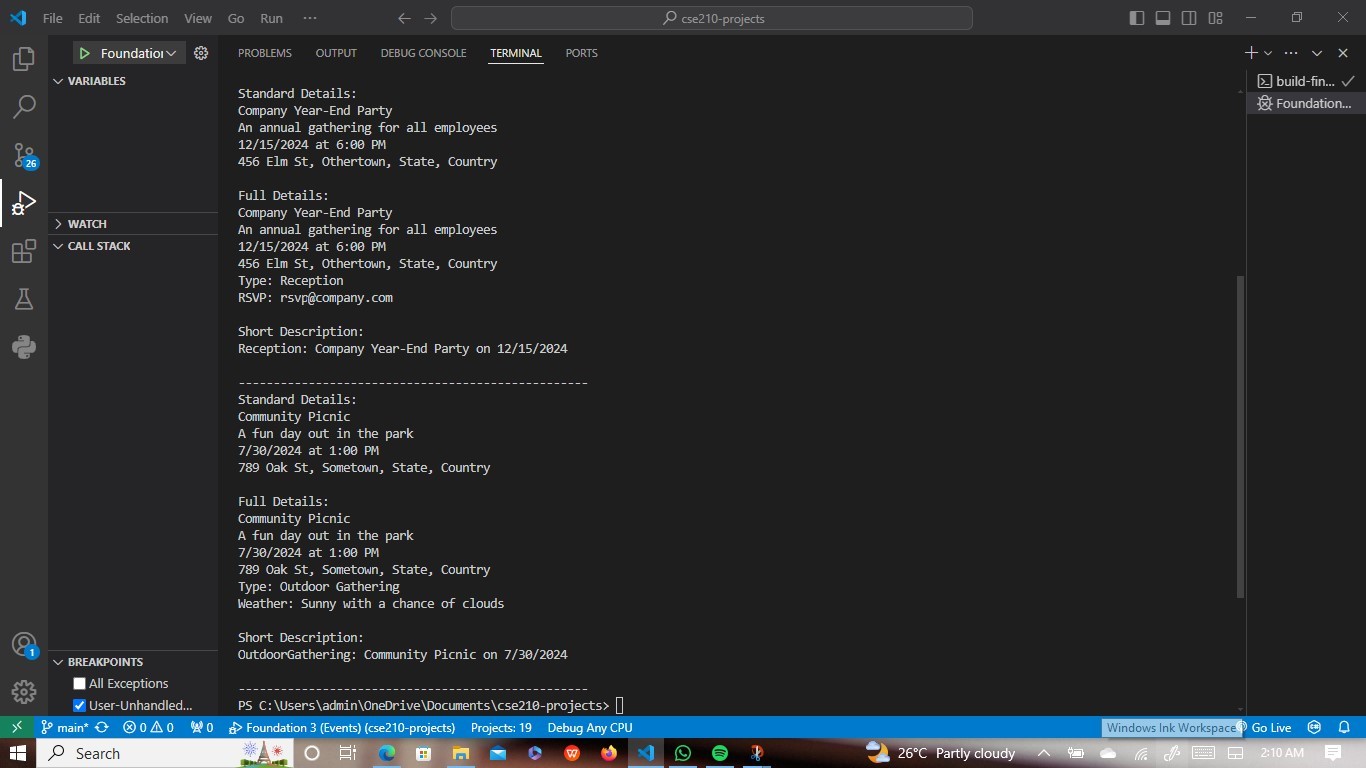 File Edit Selection View Go Run ··· cse210-projects
Foundation
PROBLEMS OUTPUT DEBUG CONSOLE TERMINAL PORTS
VARIABLES
WATCH
CALL STACK
BREAKPOINTS
All Exceptions
User-Unhandled...
Standard Details:
Company Year-End Party
An annual gathering for all employees
12/15/2024 at 6:00 PM
456 Elm St, Othertown, State, Country
Full Details:
Company Year-End Party
An annual gathering for all employees
12/15/2024 at 6:00 PM
456 Elm St, Othertown, State, Country
Type: Reception
RSVP: rsvp@company.com
Short Description:
Reception: Company Year-End Party on 12/15/2024
--------------------------------------------------
Standard Details:
Community Picnic
A fun day out in the park
7/30/2024 at 1:00 PM
789 Oak St, Sometown, State, Country
Full Details:
Community Picnic
A fun day out in the park
7/30/2024 at 1:00 PM
789 Oak St, Sometown, State, Country
Type: Outdoor Gathering
Weather: Sunny with a chance of clouds
Short Description:
OutdoorGathering: Community Picnic on 7/30/2024
--------------------------------------------------
PS C:\Users\admin\OneDrive\Documents\cse210-projects>
build-fin...
Foundation...
26
1
main* 0 0 0 Foundation 3 (Events) (cse210-projects) Projects: 19 Debug Any CPU Windows Ink Workspace Go Live
Search 26°C Partly cloudy 2:10 AM